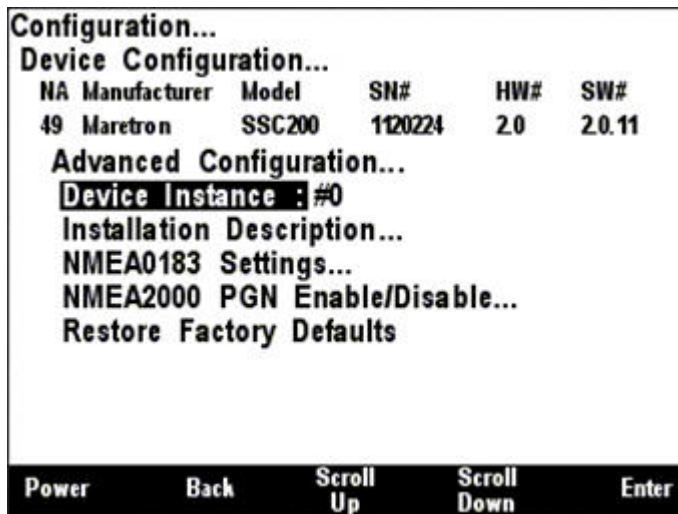 Configuration...
Device Configuration...
NA Manufacturer Model SN# HW# SW#
49 Maretron SSC200 1120224 2.0 2.0.11
Advanced Configuration...
Device Instance : #0
Installation Description...
NMEA0183 Settings...
NMEA2000 PGN Enable/Disable...
Restore Factory Defaults
Power Back Scroll Up Scroll Down Enter